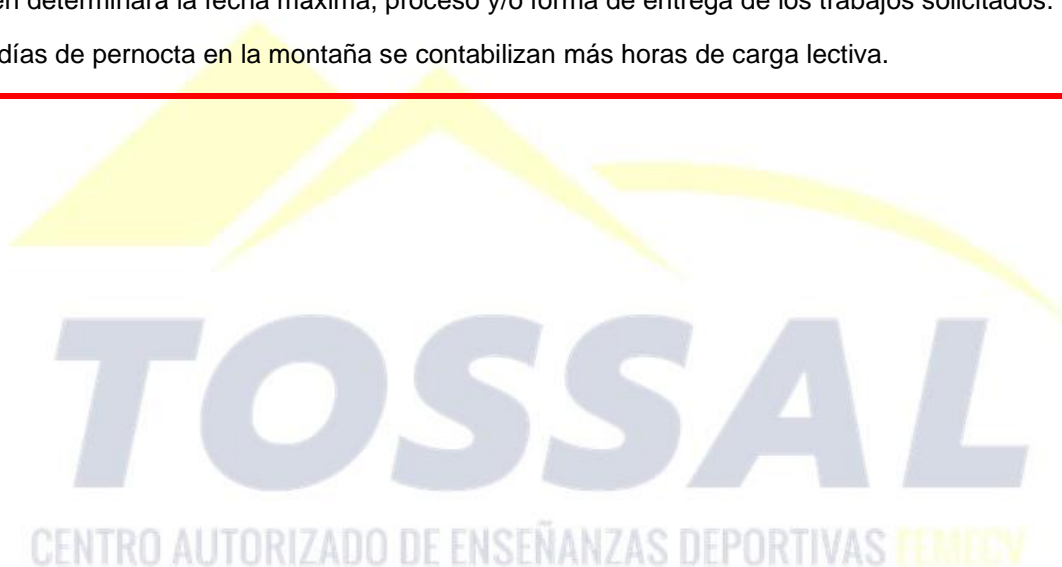 en determinará la fecha máxima, proceso y/o forma de entrega de los trabajos solicitados.
días de pernocta en la montaña se contabilizan más horas de carga lectiva.
TOSSAL
CENTRO AUTORIZADO DE ENSEÑANZAS DEPORTIVAS FEMECV